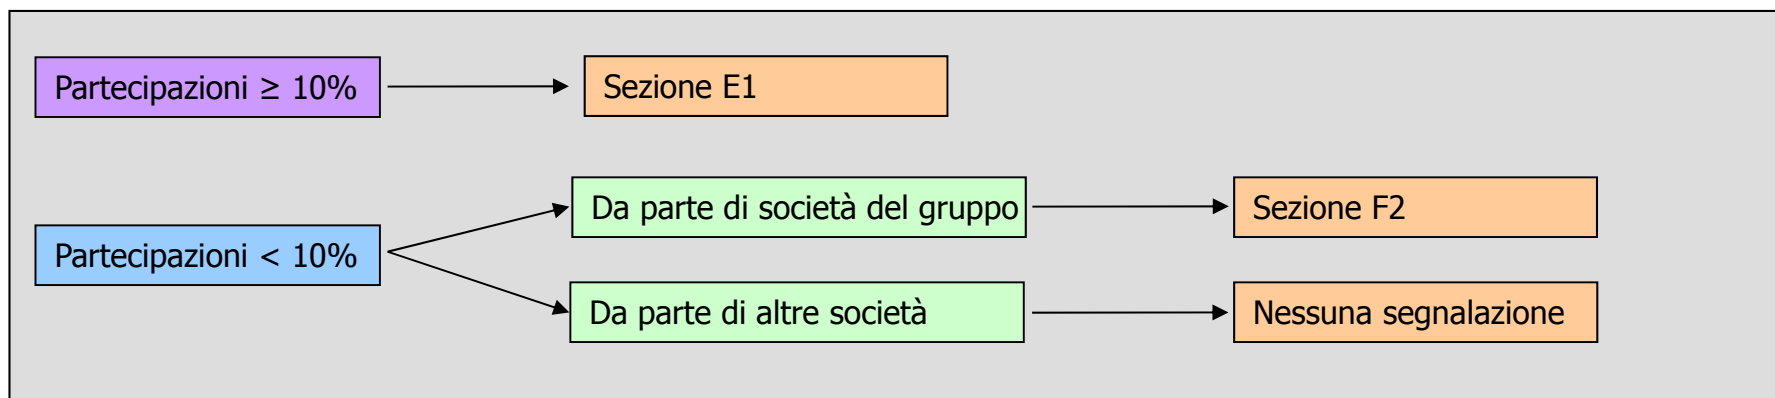 Partecipazioni ≥ 10%
Sezione E1
Partecipazioni < 10%
Da parte di società del gruppo
Sezione F2
Da parte di altre società
Nessuna segnalazione